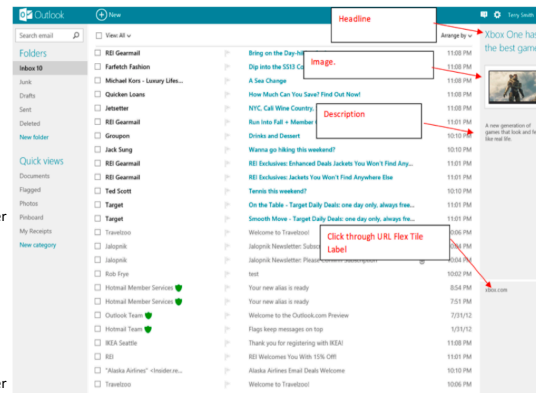 Outlook
New
Headline
Terry Smith
Search email
View: All
Arrange by
Xbox One has
the best game
Folders
Inbox 10
Junk
Drafts
Sent
Deleted
New folder
Quick views
Documents
Flagged
Photos
Pinboard
My Receipts
New category
er
er
REI Gearmail
Bring on the Day-hik
11:08 PM
Farfetch Fashion
Dip into the SS13 Co
Image.
11:08 PM
Michael Kors - Luxury Lifes...
A Sea Change
11:08 PM
Quicken Loans
How Much Can You Save? Find Out Now!
11:08 PM
Jetsetter
NYC, Cali Wine Country,
11:08 PM
REI Gearmail
Run Into Fall + Member
Description
11:01 PM
Groupon
Drinks and Dessert
10:10 PM
Jack Sung
Wanna go hiking this weekend?
10:10 PM
REI Gearmail
REI Exclusives: Enhanced Deals Jackets You Won't Find Any...
11:01 PM
REI Gearmail
REI Exclusives: Jackets You Won't Find Anywhere Else
11:01 PM
Ted Scott
Tennis this weekend?
10:10 PM
Target
On the Table - Target Daily Deals: one day only, always free...
11:01 PM
Target
Smooth Move - Target Daily Deals: one day only, always fre...
11:01 PM
Travelzoo
Welcome to Travelzoo!
10:06 PM
Jalopnik
Jalopnik Newsletter: Subsc
10:04 PM
Jalopnik
Jalopnik Newsletter: Please Confirm Subscription
10:04 PM
Click through URL Flex Tile
Label
Rob Frye
test
10:02 PM
Hotmail Member Services
Your new alias is ready
8:54 PM
Hotmail Member Services
Your new alias is ready
7:51 PM
Outlook Team
Welcome to the Outlook.com Preview
7/31/12
Hotmail Team
Flags keep messages on top
1/31/12
IKEA Seattle
Thank you for registering with IKEA!
11:08 PM
REI
REI Welcomes You With 15% Off!
11:01 PM
"Alaska Airlines" <Insider.re...
Alaska Airlines Email Deals Welcome
10:10 PM
Travelzoo
Welcome to Travelzoo!
10:06 PM
A new generation of
games that look and fe
like real life.
xbox.com